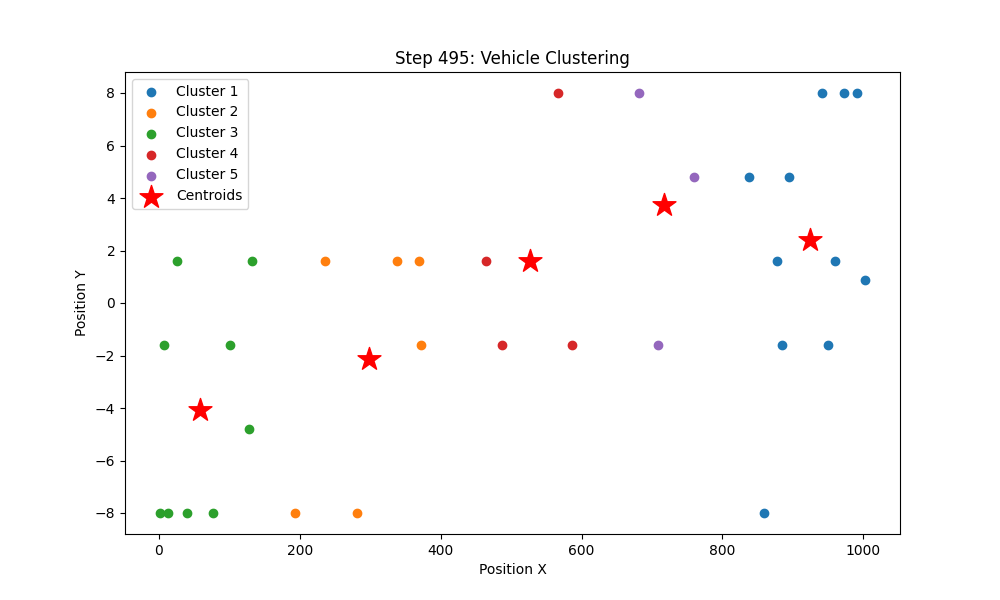 Step 495: Vehicle Clustering
Cluster 1
Cluster 2
Cluster 3
Cluster 4
Cluster 5
Centroids
8
6
4
2
0
−2
−4
−6
−8
Position Y
0 200 400 600 800 1000
Position X